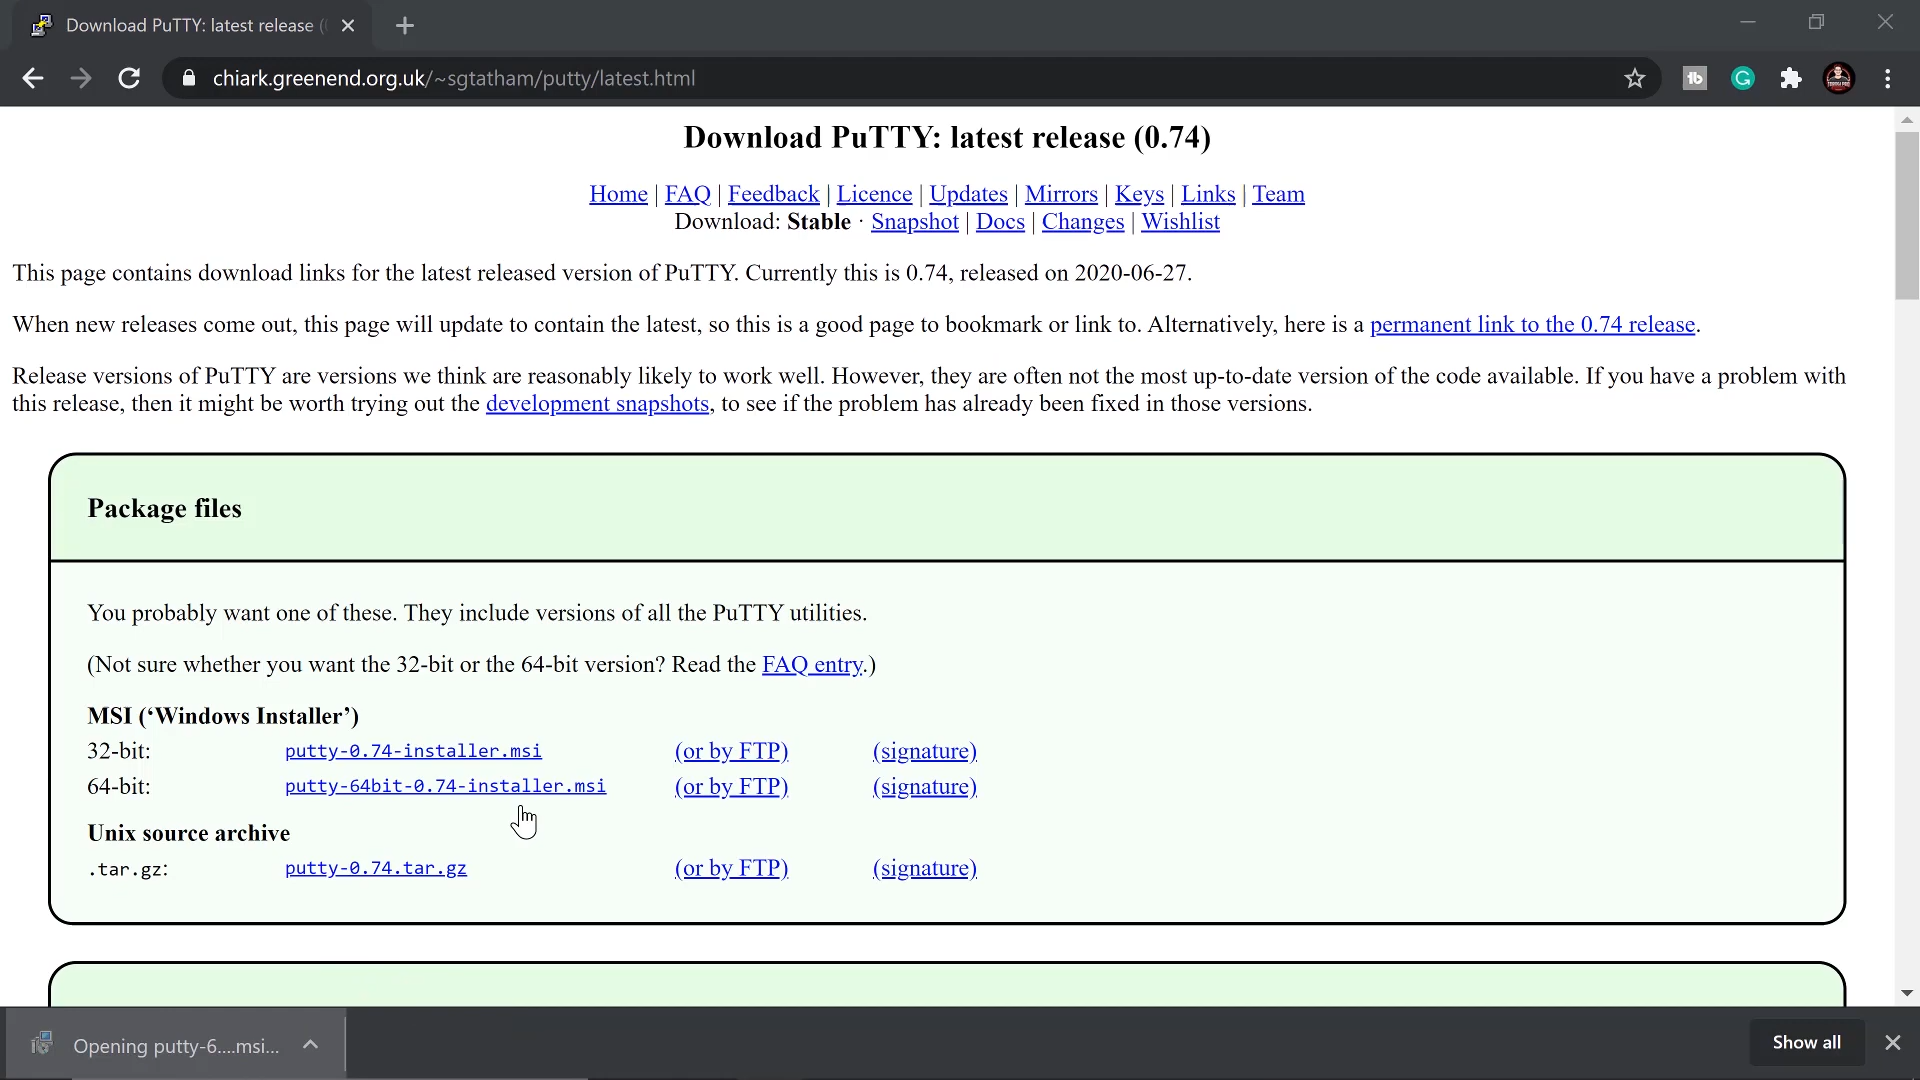 Download PuTTY: latest release (
chiark.greenend.org.uk/~sgtatham/putty/latest.html
Download PuTTY: latest release (0.74)
Home | FAQ | Feedback | Licence | Updates | Mirrors | Keys | Links | Team
Download: Stable · Snapshot | Docs | Changes | Wishlist
This page contains download links for the latest released version of PuTTY. Currently this is 0.74, released on 2020-06-27.
When new releases come out, this page will update to contain the latest, so this is a good page to bookmark or link to. Alternatively, here is a permanent link to the 0.74 release.
Release versions of PuTTY are versions we think are reasonably likely to work well. However, they are often not the most up-to-date version of the code available. If you have a problem with
this release, then it might be worth trying out the development snapshots, to see if the problem has already been fixed in those versions.
Package files
You probably want one of these. They include versions of all the PuTTY utilities.
(Not sure whether you want the 32-bit or the 64-bit version? Read the FAQ entry.)
MSI (‘Windows Installer’)
32-bit: putty-0.74-installer.msi (or by FTP) (signature)
64-bit: putty-64bit-0.74-installer.msi (or by FTP) (signature)
Unix source archive
.tar.gz: putty-0.74.tar.gz (or by FTP) (signature)
Opening putty-6....msi...
Show all